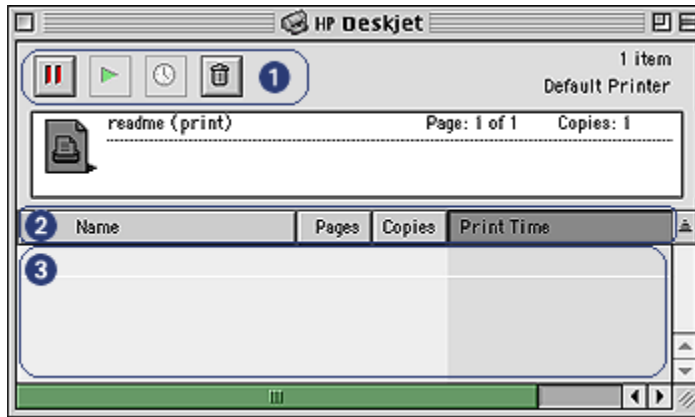 HP Deskjet
1
1 item
Default Printer
readme (print) Page: 1 of 1 Copies: 1
2 Name Pages Copies Print Time
3